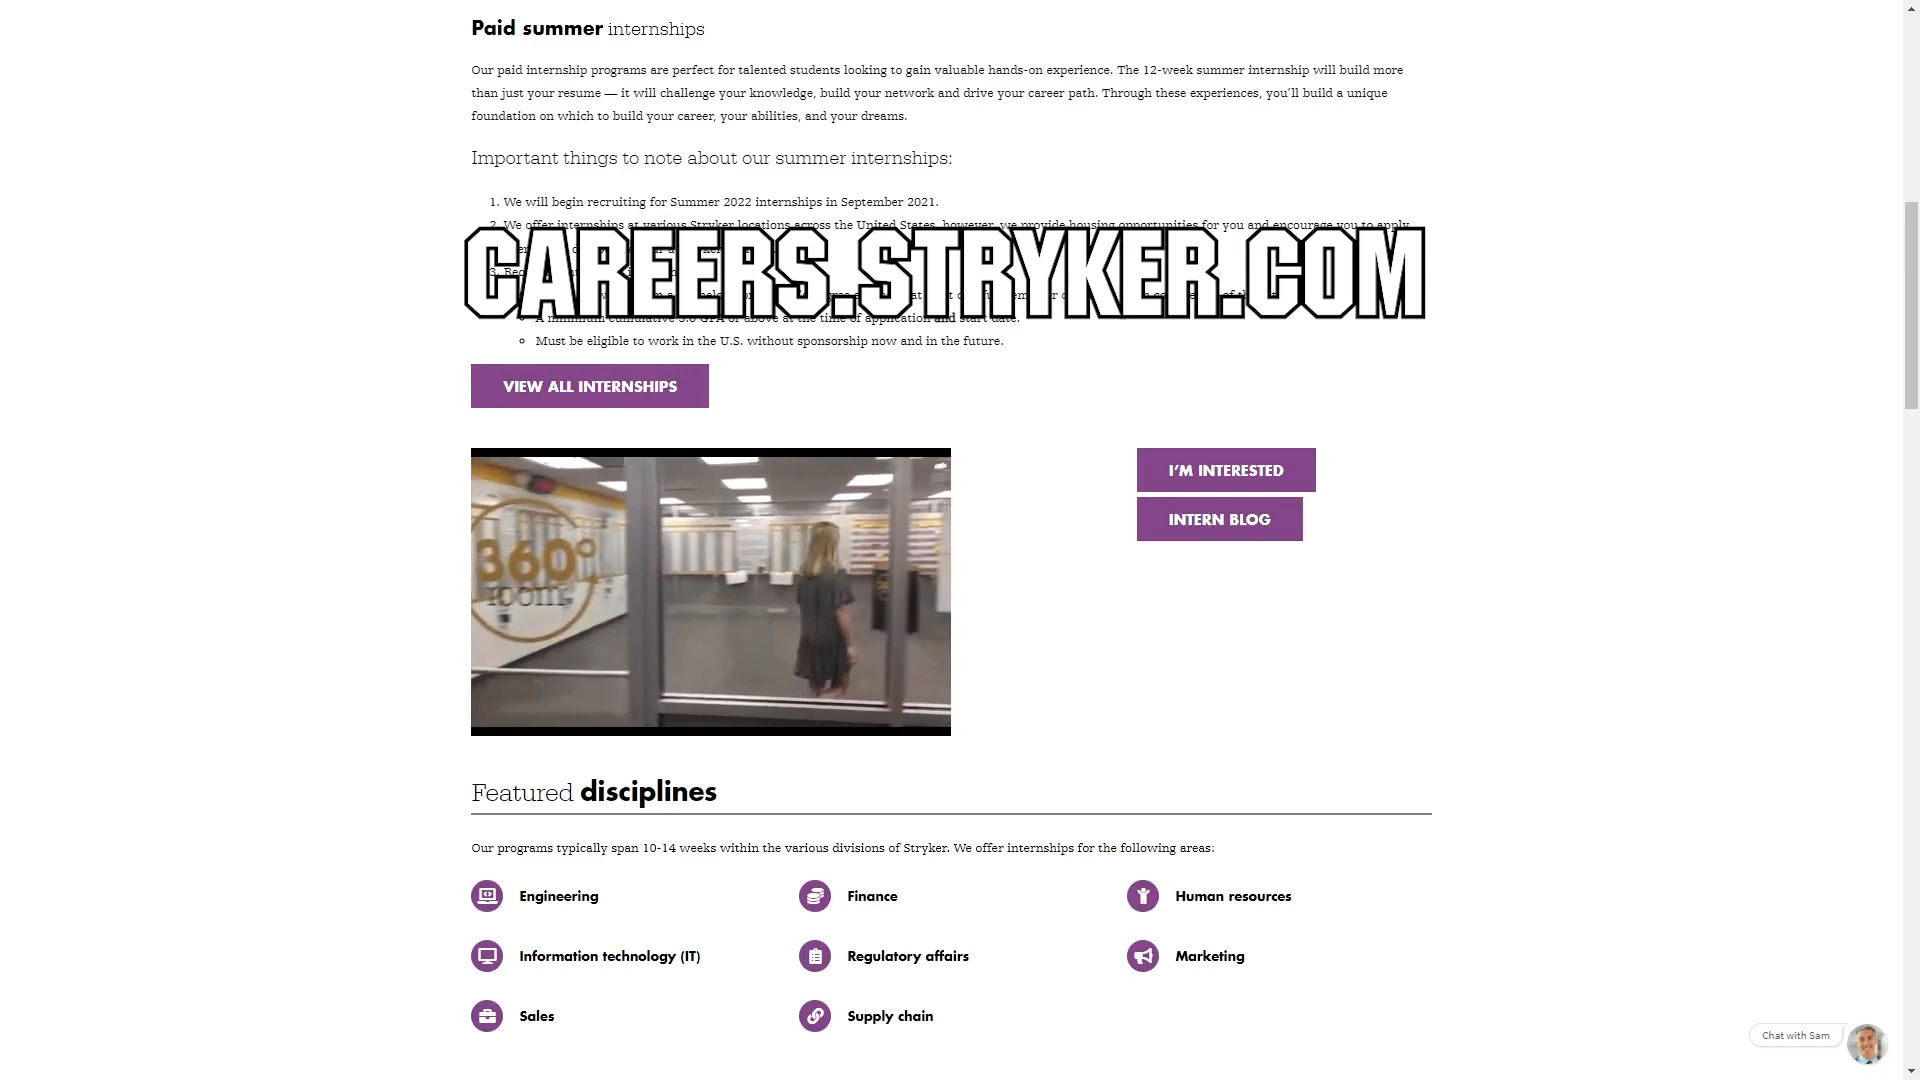 Paid summer internships
Our paid internship programs are perfect for talented students looking to gain valuable hands-on experience. The 12-week summer internship will build more
than just your resume — it will challenge your knowledge, build your network and drive your career path. Through these experiences, you’ll build a unique
foundation on which to build your career, your abilities, and your dreams.
Important things to note about our summer internships:
1. We will begin recruiting for Summer 2022 internships in September 2021.
2. We offer internships at various Stryker locations across the United States, however, we provide housing opportunities for you and encourage you to apply
CAREERS.STRYKER.COM
3.
A minimum cumulative 3.0 GPA or above at the time of application and start date.
Must be eligible to work in the U.S. without sponsorship now and in the future.
VIEW ALL INTERNSHIPS
I’M INTERESTED
INTERN BLOG
360°
room
Featured disciplines
Our programs typically span 10-14 weeks within the various divisions of Stryker. We offer internships for the following areas:
Engineering
Finance
Human resources
Information technology (IT)
Regulatory affairs
Marketing
Sales
Supply chain
Chat with Sam